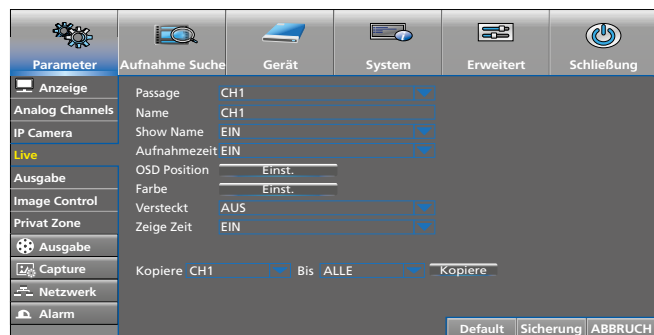 Parameter Aufnahme Suche Gerät System Erweitert Schließung
Anzeige
Analog Channels
IP Camera
Live
Ausgabe
Image Control
Privat Zone
Ausgabe
Capture
Netzwerk
Alarm
Passage CH1
Name CH1
Show Name EIN
Aufnahmezeit EIN
OSD Position Einst.
Farbe Einst.
Versteckt AUS
Zeige Zeit EIN
Kopiere CH1 Bis ALLE Kopiere
Default Sicherung ABBRUCH